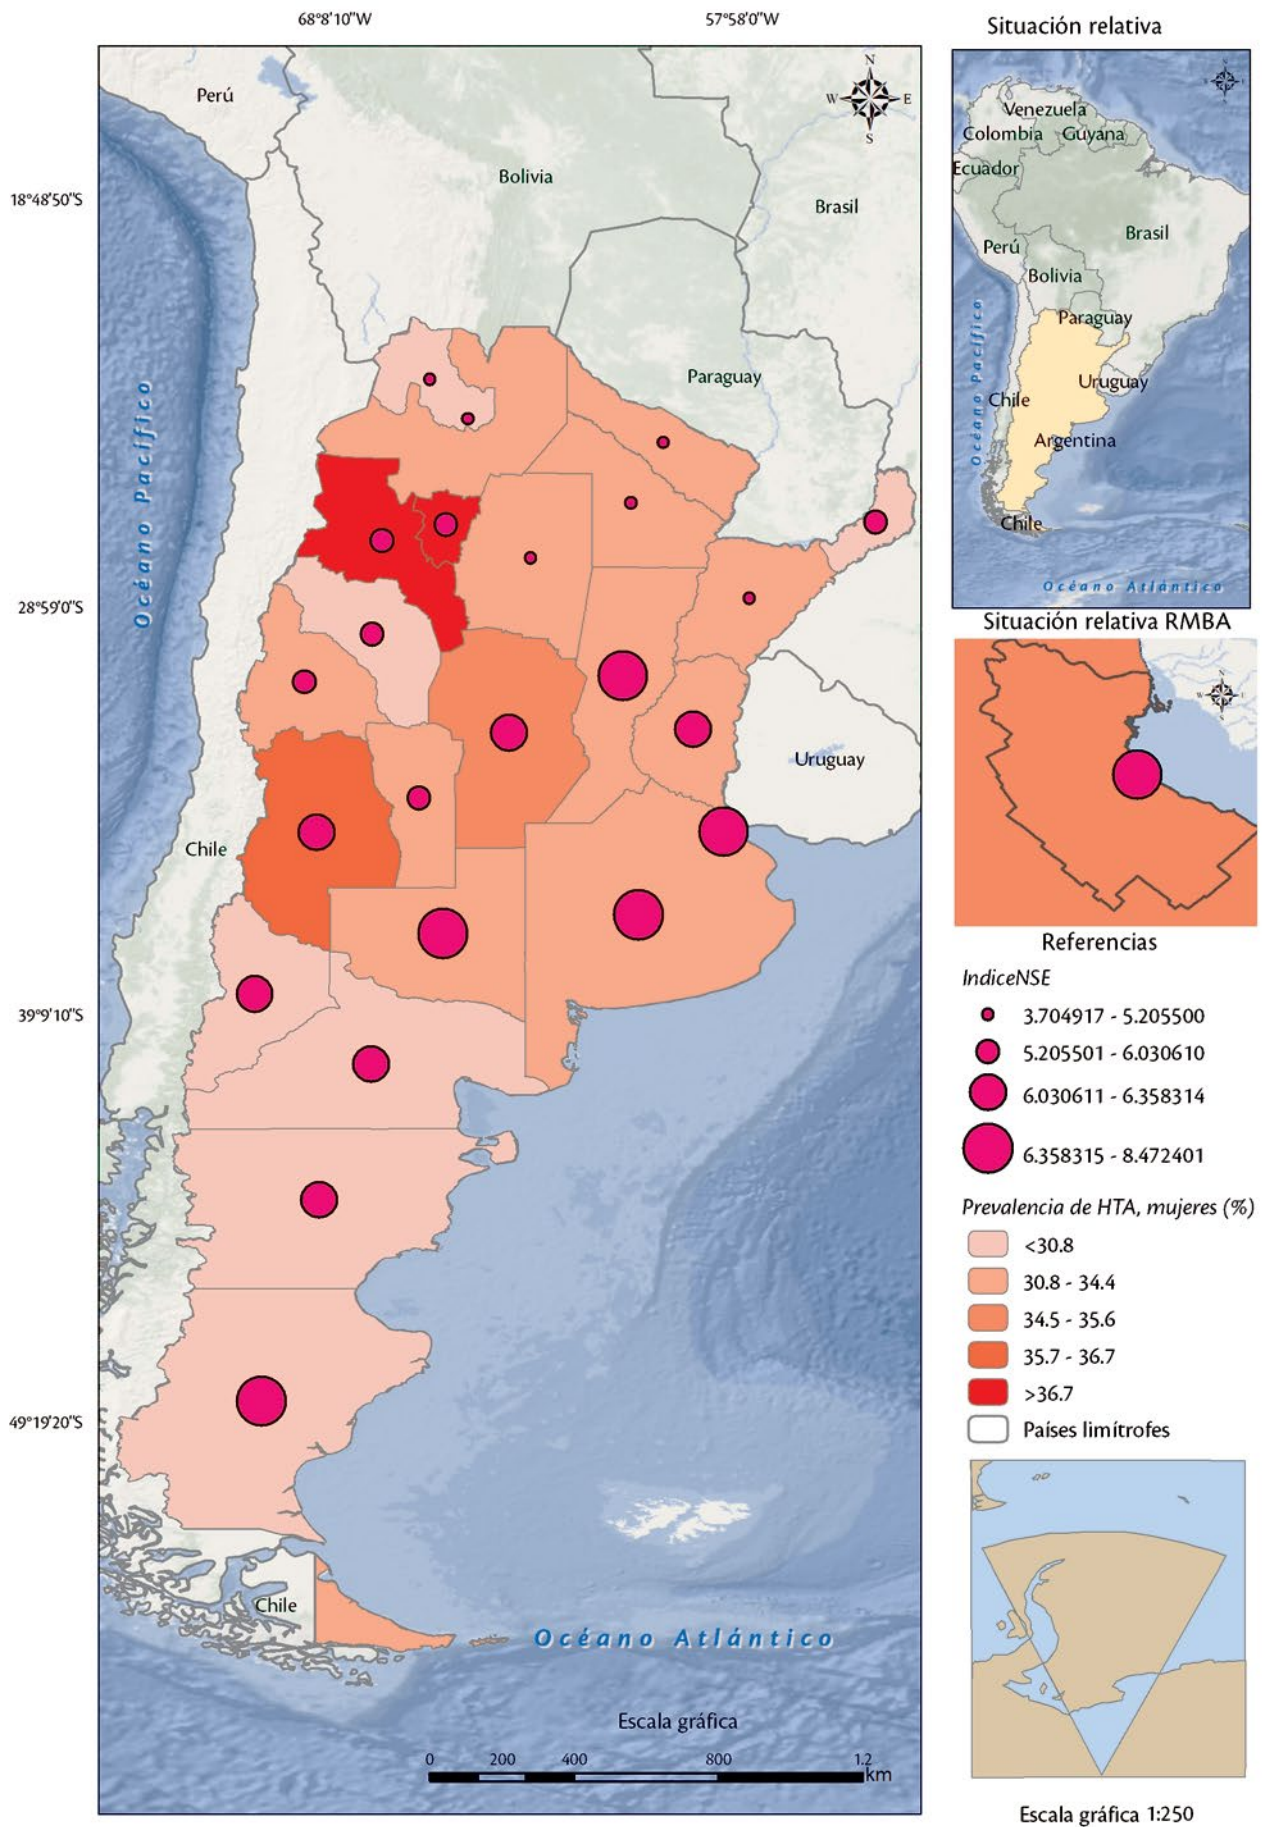 68°8'10"W
57°58'0"W
18°48'50"S
28°59'0"S
39°9'10"S
49°19'20"S
N
W
E
S
Perú
Bolivia
Brasil
Paraguay
Océano Pacífico
Uruguay
Chile
Chile
Océano Atlántico
Escala gráfica
0 200 400 800 1.2
km
Situación relativa
Venezuela
Colombia
Guyana
Ecuador
Brasil
Perú
Bolivia
Paraguay
Océano Pacífico
Uruguay
Chile
Argentina
Chile
Océano Atlántico
Situación relativa RMBA
N
W
E
S
Referencias
IndiceNSE
3.704917 - 5.205500
5.205501 - 6.030610
6.030611 - 6.358314
6.358315 - 8.472401
Prevalencia de HTA, mujeres (%)
<30.8
30.8 - 34.4
34.5 - 35.6
35.7 - 36.7
>36.7
Países limítrofes
Escala gráfica 1:250